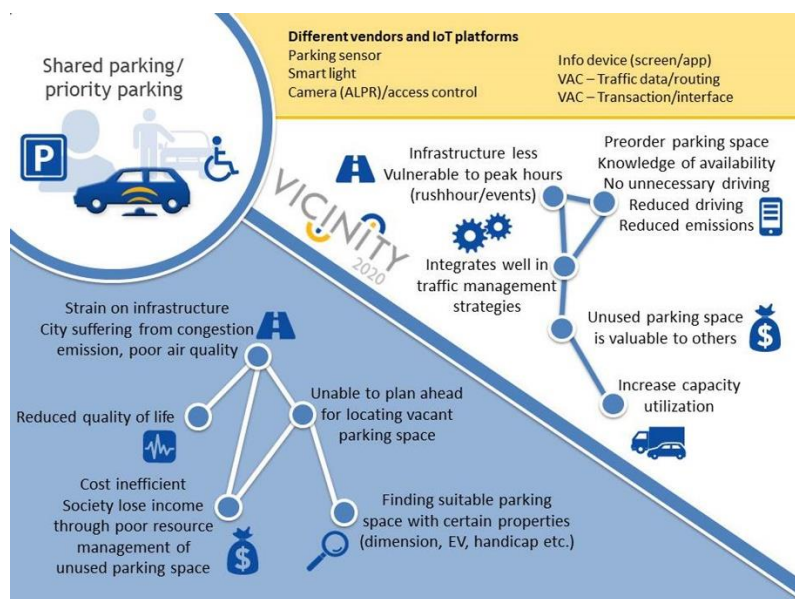 Shared parking/
priority parking
P
Different vendors and IoT platforms
Parking sensor
Smart light
Camera (ALPR)/access control
Info device (screen/app)
VAC – Traffic data/routing
VAC – Transaction/interface
VICINITY
2020
Infrastructure less
Vulnerable to peak hours
(rushhour/events)
Preorder parking space
Knowledge of availability
No unnecessary driving
Reduced driving
Reduced emissions
Integrates well in
traffic management
strategies
Unused parking space
is valuable to others
$
Increase capacity
utilization
Strain on infrastructure
City suffering from congestion
emission, poor air quality
Reduced quality of life
Unable to plan ahead
for locating vacant
parking space
Cost inefficient
Society lose income
through poor resource
management of
unused parking space
$
Finding suitable parking
space with certain properties
(dimension, EV, handicap etc.)